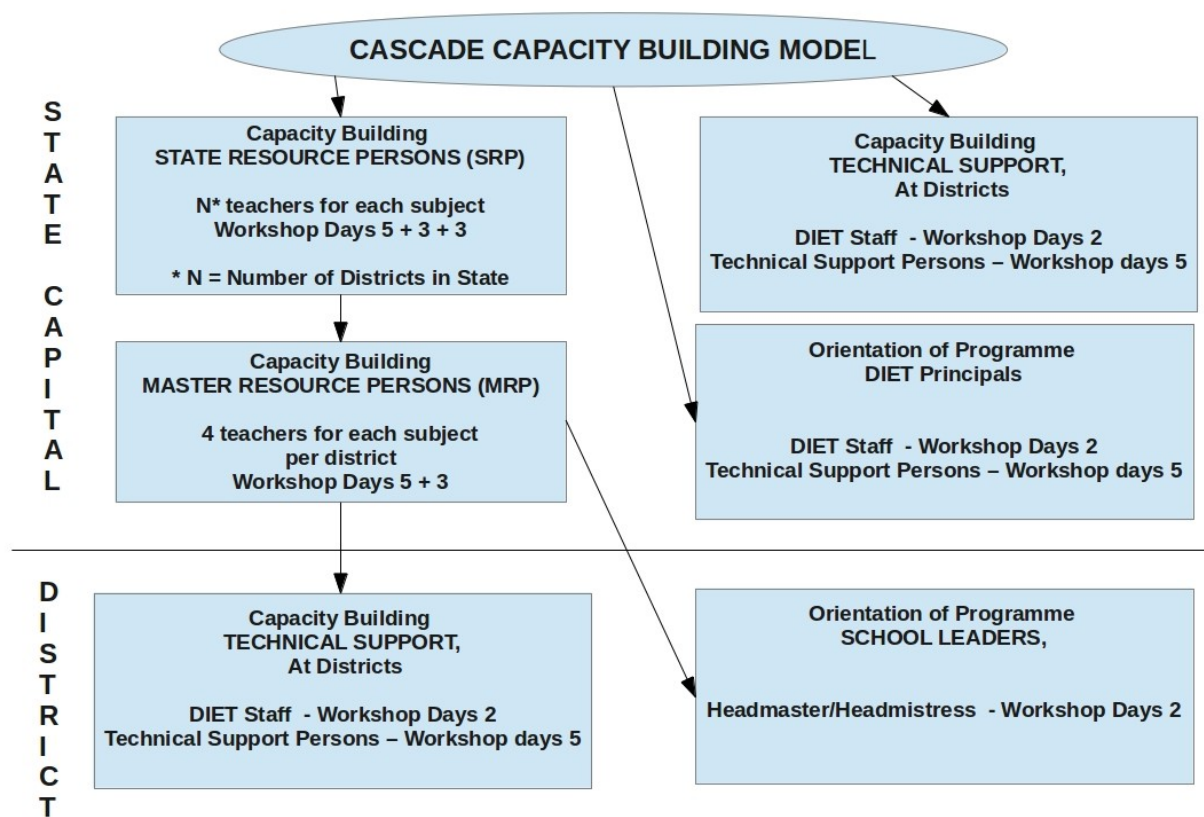 CASCADE CAPACITY BUILDING MODEL
STATE CAPITAL
Capacity Building
STATE RESOURCE PERSONS (SRP)
N* teachers for each subject
Workshop Days 5 + 3 + 3
* N = Number of Districts in State
Capacity Building
TECHNICAL SUPPORT,
At Districts
DIET Staff - Workshop Days 2
Technical Support Persons – Workshop days 5
Capacity Building
MASTER RESOURCE PERSONS (MRP)
4 teachers for each subject
per district
Workshop Days 5 + 3
Orientation of Programme
DIET Principals
DIET Staff - Workshop Days 2
Technical Support Persons – Workshop days 5
DISTRICT
Capacity Building
TECHNICAL SUPPORT,
At Districts
DIET Staff - Workshop Days 2
Technical Support Persons – Workshop days 5
Orientation of Programme
SCHOOL LEADERS,
Headmaster/Headmistress - Workshop Days 2